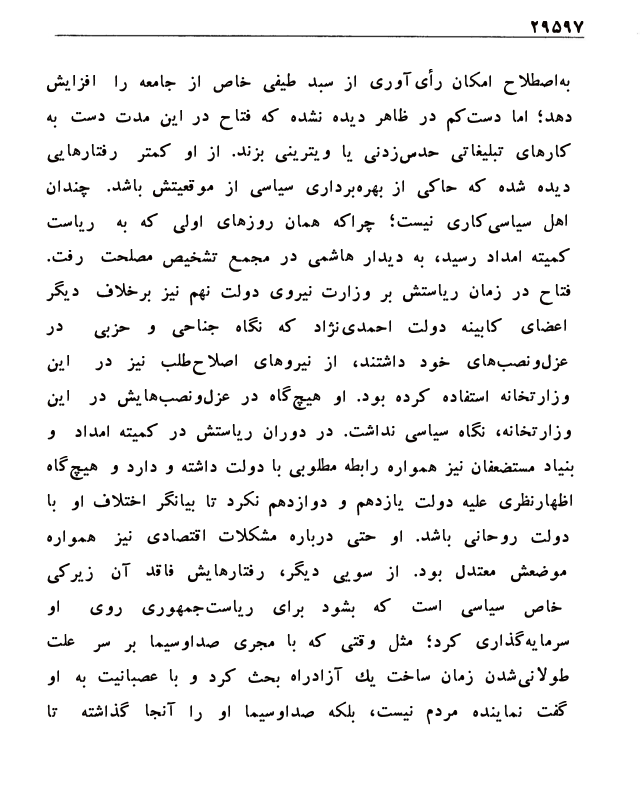 ۲۹۵۹۷
به‌اصطلاح امکان رأی‌آوری از سبد طیفی خاص از جامعه را افزایش
دهد؛ اما دست‌کم در ظاهر دیده نشده که فتاح در این مدت دست به
کارهای تبلیغاتی حدس‌زدنی یا ویترینی بزند. از او کمتر رفتارهایی
دیده شده که حاکی از بهره‌برداری سیاسی از موقعیتش باشد. چندان
اهل سیاسی‌کاری نیست؛ چراکه همان روزهای اولی که به ریاست
کمیته امداد رسید، به دیدار هاشمی در مجمع تشخیص مصلحت رفت.
فتاح در زمان ریاستش بر وزارت نیروی دولت نهم نیز برخلاف دیگر
اعضای کابینه دولت احمدی‌نژاد که نگاه جناحی و حزبی در
عزل‌ونصب‌های خود داشتند، از نیروهای اصلاح‌طلب نیز در این
وزارتخانه استفاده کرده بود. او هیچ‌گاه در عزل‌ونصب‌هایش در این
وزارتخانه، نگاه سیاسی نداشت. در دوران ریاستش در کمیته امداد و
بنیاد مستضعفان نیز همواره رابطه مطلوبی با دولت داشته و دارد و هیچ‌گاه
اظهارنظری علیه دولت یازدهم و دوازدهم نکرد تا بیانگر اختلاف او با
دولت روحانی باشد. او حتی درباره مشکلات اقتصادی نیز همواره
موضعش معتدل بود. از سویی دیگر، رفتارهایش فاقد آن زیرکی
خاص سیاسی است که بشود برای ریاست‌جمهوری روی او
سرمایه‌گذاری کرد؛ مثل وقتی که با مجری صداوسیما بر سر علت
طولانی‌شدن زمان ساخت یك آزادراه بحث کرد و با عصبانیت به او
گفت نماینده مردم نیست، بلکه صداوسیما او را آنجا گذاشته تا